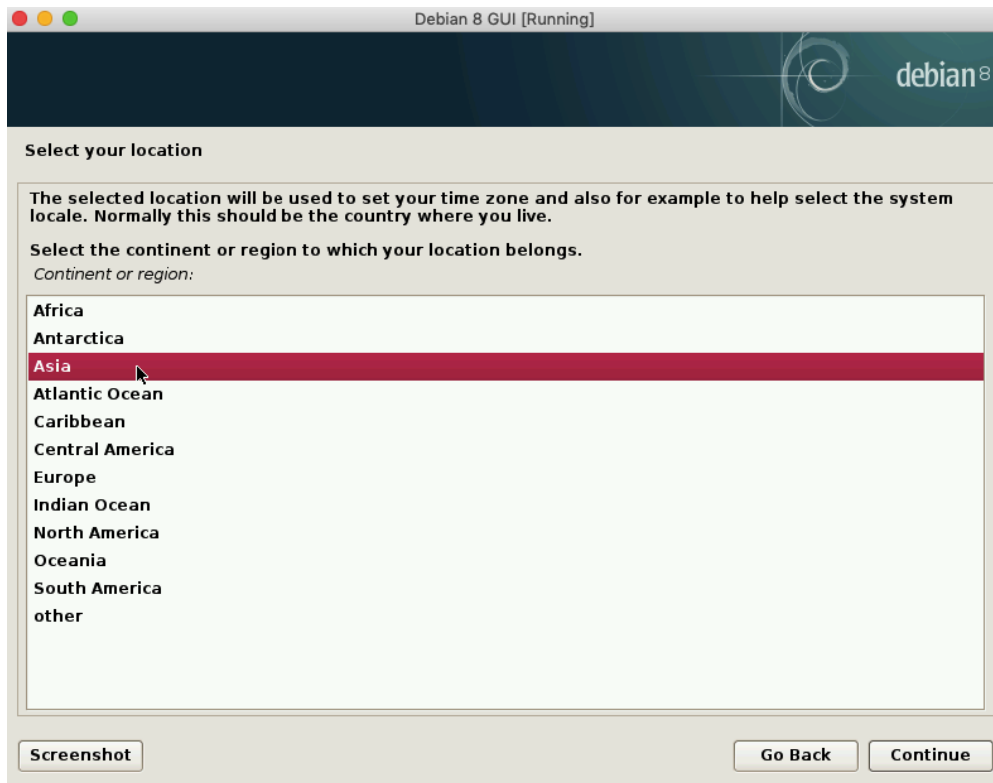 Debian 8 GUI [Running]
debian 8
Select your location
The selected location will be used to set your time zone and also for example to help select the system
locale. Normally this should be the country where you live.
Select the continent or region to which your location belongs.
Continent or region:
Africa
Antarctica
Asia
Atlantic Ocean
Caribbean
Central America
Europe
Indian Ocean
North America
Oceania
South America
other
Screenshot
Go Back
Continue